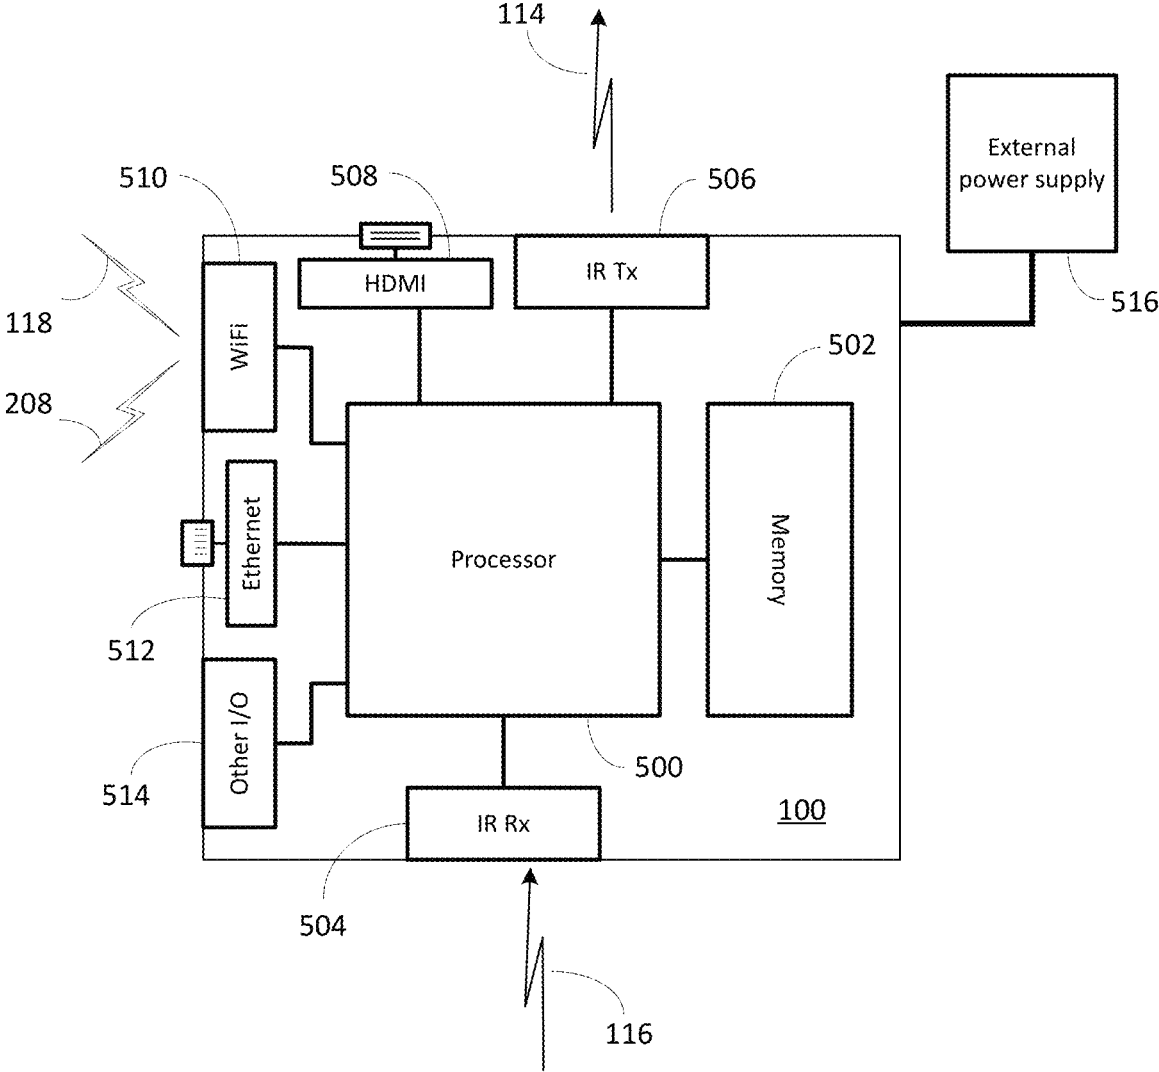 114
External
power supply
510
508
506
HDMI
IR Tx
516
118
WiFi
502
208
Ethernet
Processor
Memory
512
Other I/O
500
514
100
IR Rx
504
116